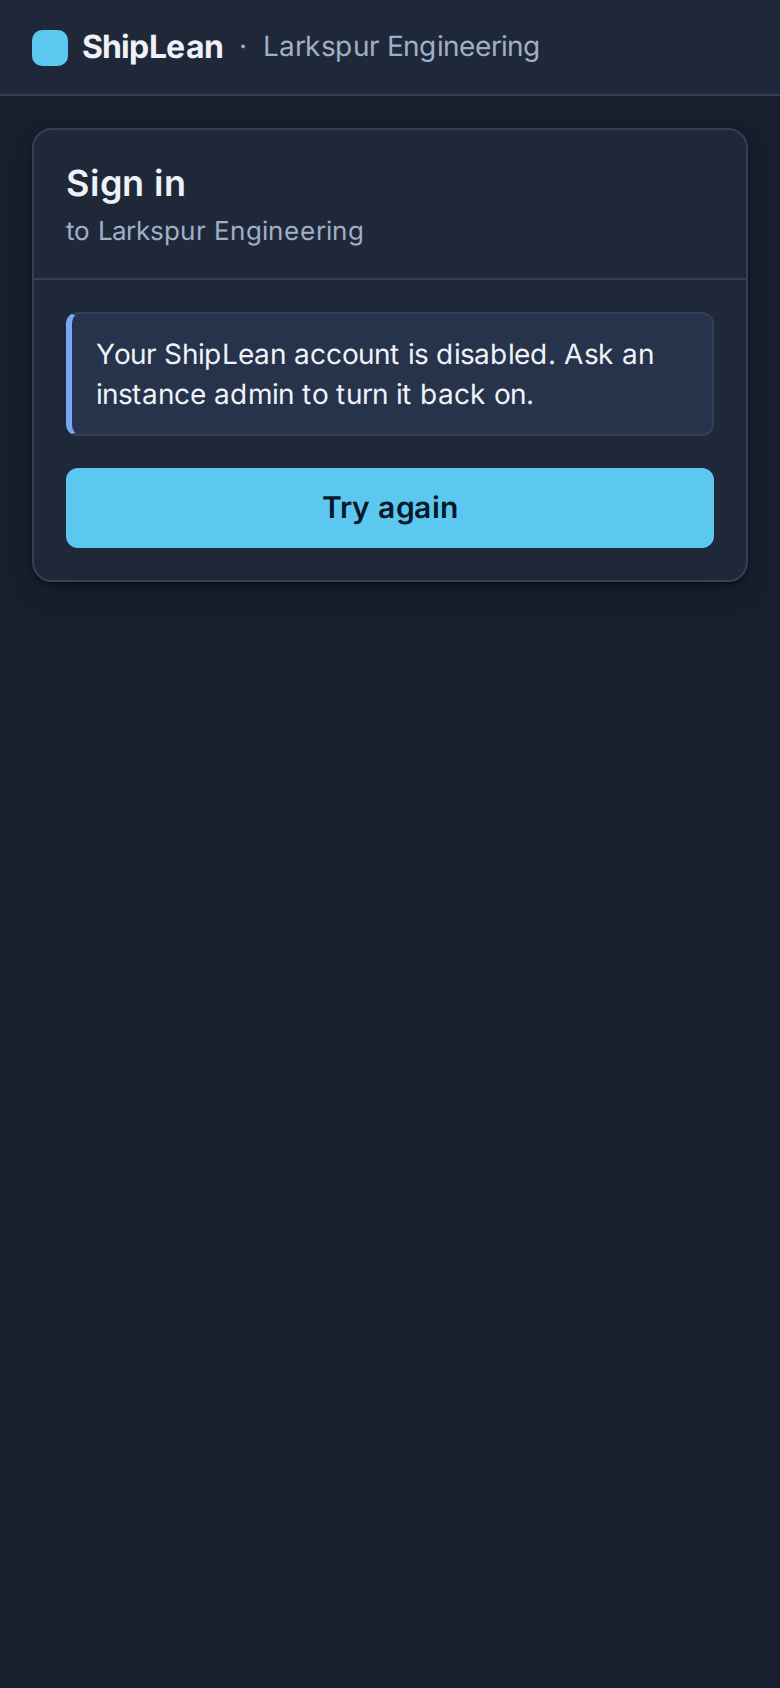 ShipLean · Larkspur Engineering
Sign in
to Larkspur Engineering
Your ShipLean account is disabled. Ask an
instance admin to turn it back on.
Try again